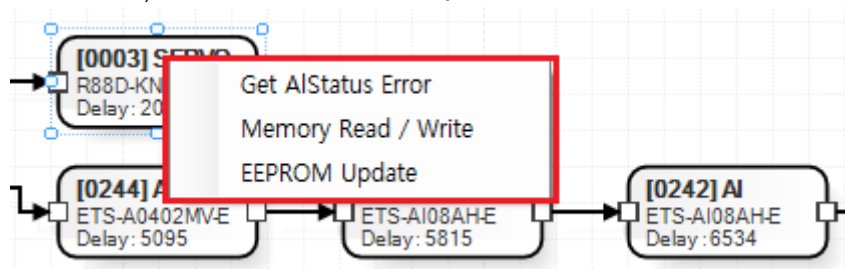 [0003]
R88D-KN
Delay: 20
Get AlStatus Error
Memory Read / Write
EEPROM Update
[0244] A
ETS-A0402MV-E
Delay: 5095
ETS-AI08AH-E
Delay: 5815
[0242] AI
ETS-AI08AH-E
Delay: 6534